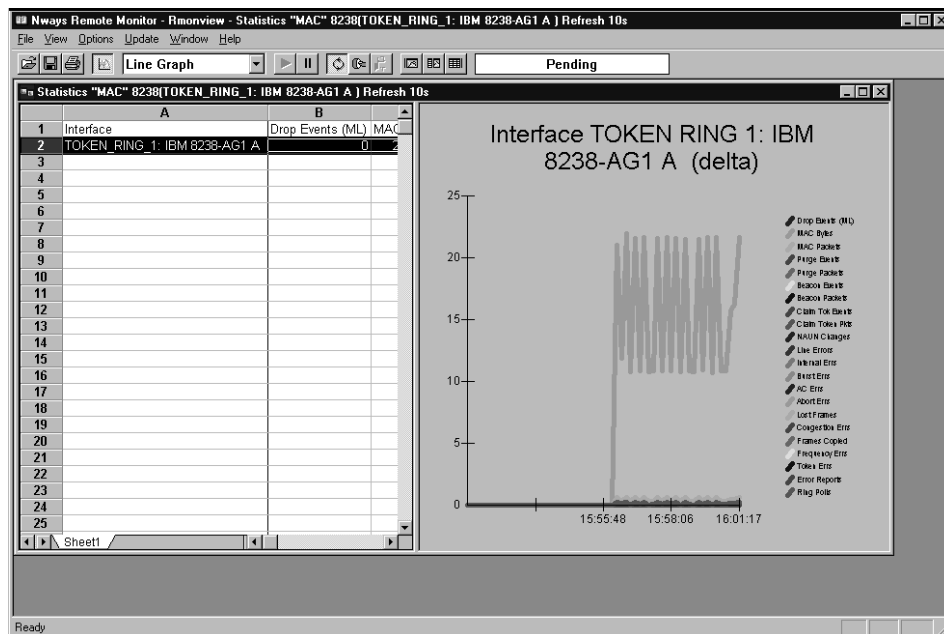 Nways Remote Monitor - Rmonview - Statistics "MAC" 8238(TOKEN_RING_1: IBM 8238-AG1 A ) Refresh 10s
File View Options Update Window Help
Line Graph
Pending
Statistics "MAC" 8238(TOKEN_RING_1: IBM 8238-AG1 A ) Refresh 10s
A B
1 Interface Drop Events (ML) MAC
2 TOKEN_RING_1: IBM 8238-AG1 A 0 2
3
4
5
6
7
8
9
10
11
12
13
14
15
16
17
18
19
20
21
22
23
24
25
Sheet1
Interface TOKEN RING 1: IBM
8238-AG1 A (delta)
25
20
15
10
5
0
15:55:48 15:58:06 16:01:17
Drop Events (ML)
MAC Bytes
MAC Packets
Purge Events
Purge Packets
Beacon Events
Beacon Packets
Claim Tok Events
Claim Token Pkts
NAUN Changes
Line Errors
Internal Errs
Burst Errs
AC Errs
Abort Errs
Lost Frames
Congestion Errs
Frames Copied
Frequency Errs
Token Errs
Error Reports
Ring Polls
Ready